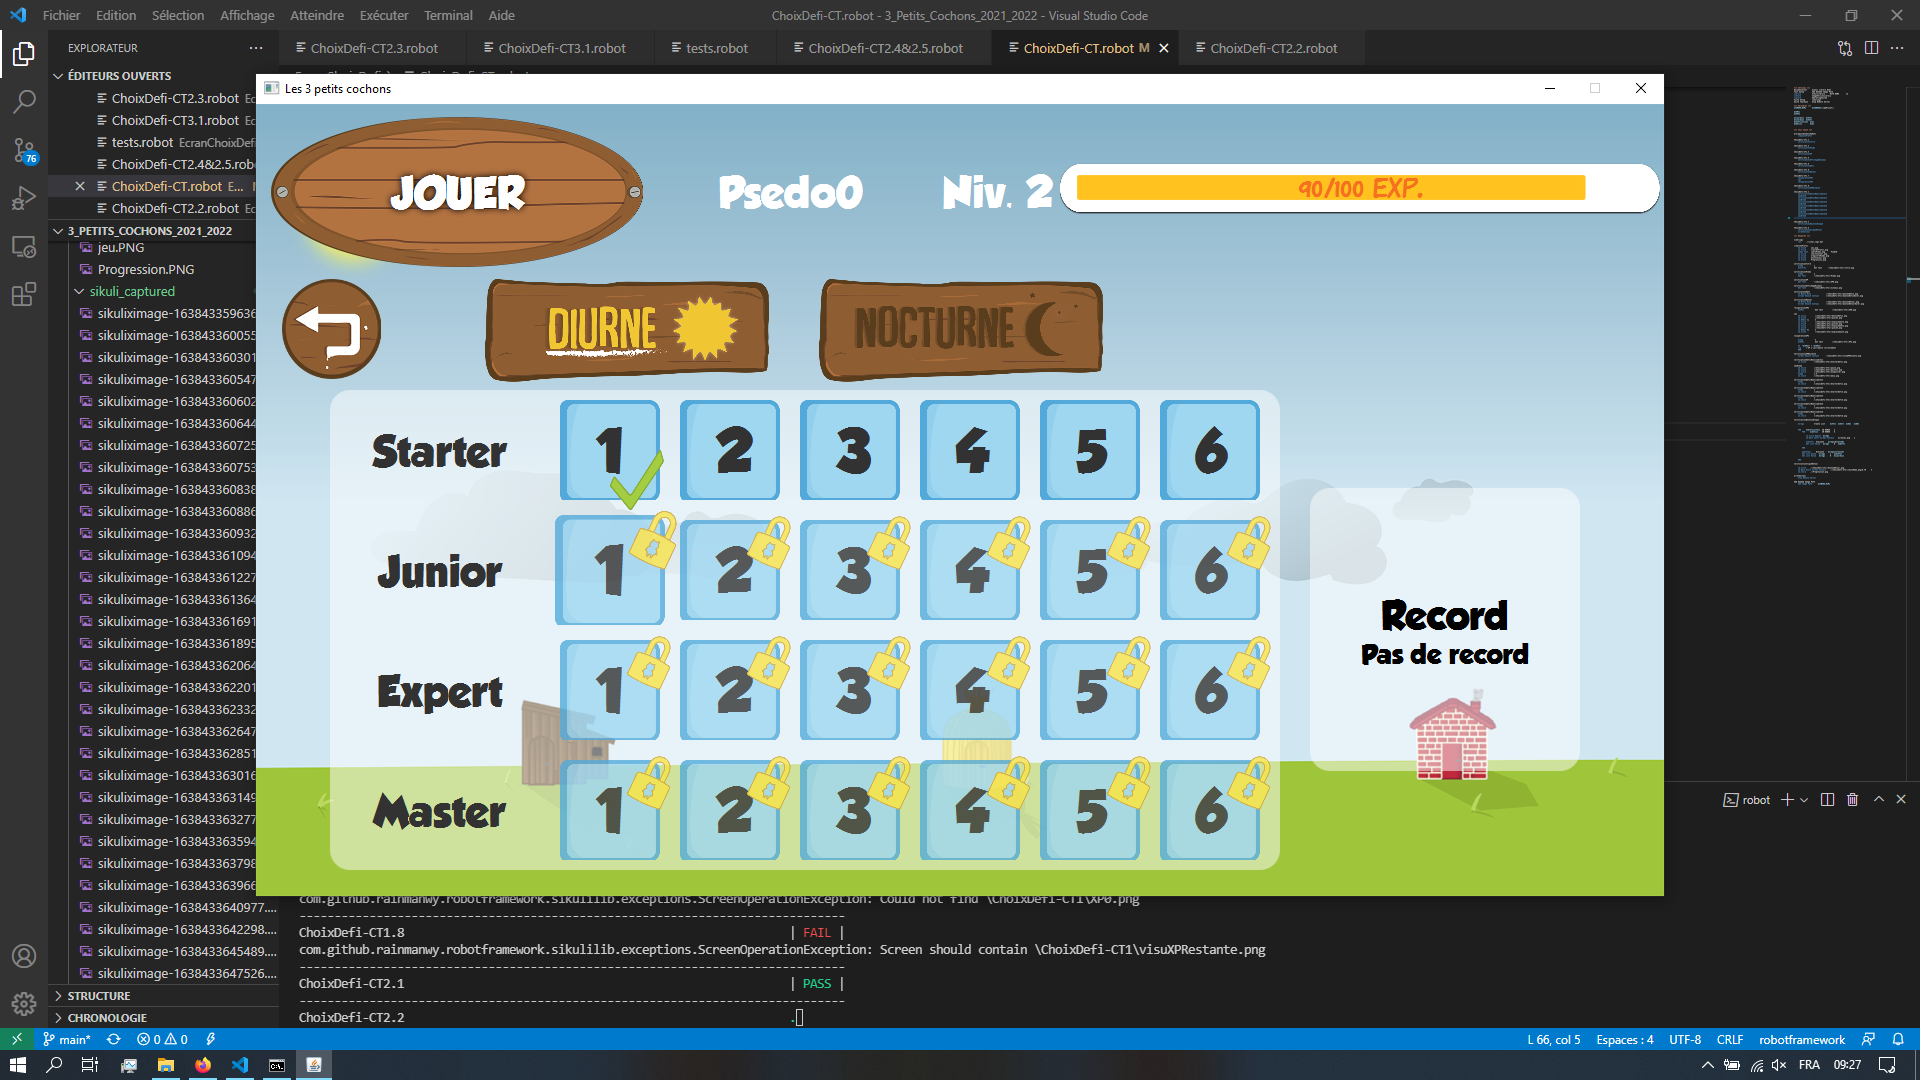 Fichier Edition Sélection Affichage Atteindre Exécuter Terminal Aide
ChoixDefi-CT.robot - 3_Petits_Cochons_2021_2022 - Visual Studio Code
EXPLORATEUR
ChoixDefi-CT2.3.robot
ChoixDefi-CT3.1.robot
tests.robot
ChoixDefi-CT2.4&2.5.robot
ChoixDefi-CT.robot M
ChoixDefi-CT2.2.robot
ÉDITEURS OUVERTS
ChoixDefi-CT2.3.robot
ChoixDefi-CT3.1.robot
tests.robot EcranChoixDefi
ChoixDefi-CT2.4&2.5.rob
ChoixDefi-CT.robot E...
ChoixDefi-CT2.2.robot
76
3_PETITS_COCHONS_2021_2022
jeu.PNG
Progression.PNG
sikuli_captured
sikuliximage-163843359636
sikuliximage-163843360055
sikuliximage-163843360301
sikuliximage-163843360547
sikuliximage-163843360602
sikuliximage-163843360644
sikuliximage-163843360725
sikuliximage-163843360753
sikuliximage-163843360838
sikuliximage-163843360886
sikuliximage-163843360932
sikuliximage-163843361094
sikuliximage-163843361227
sikuliximage-163843361364
sikuliximage-163843361691
sikuliximage-163843361895
sikuliximage-163843362064
sikuliximage-163843362201
sikuliximage-163843362332
sikuliximage-163843362647
sikuliximage-163843362851
sikuliximage-163843363016
sikuliximage-163843363149
sikuliximage-163843363277
sikuliximage-163843363594
sikuliximage-163843363798
sikuliximage-163843363966
sikuliximage-1638433640977....
sikuliximage-1638433642298....
sikuliximage-1638433645489....
sikuliximage-1638433647526....
STRUCTURE
CHRONOLOGIE
Les 3 petits cochons
JOUER
Psedo0
Niv. 2
90/100 EXP.
DIURNE
NOCTURNE
Starter 1 2 3 4 5 6
Junior 1 2 3 4 5 6
Expert 1 2 3 4 5 6
Master 1 2 3 4 5 6
Record
Pas de record
robot
com.github.rainmanwy.robotframework.sikulilib.exceptions.ScreenOperationException: Could not find \ChoixDefi-CT1\XP0.png
ChoixDefi-CT1.8 | FAIL |
com.github.rainmanwy.robotframework.sikulilib.exceptions.ScreenOperationException: Screen should contain \ChoixDefi-CT1\visuXPRestante.png
ChoixDefi-CT2.1 | PASS |
ChoixDefi-CT2.2 .
main* 0 0
L 66, col 5 Espaces : 4 UTF-8 CRLF robotframework
FRA 09:27